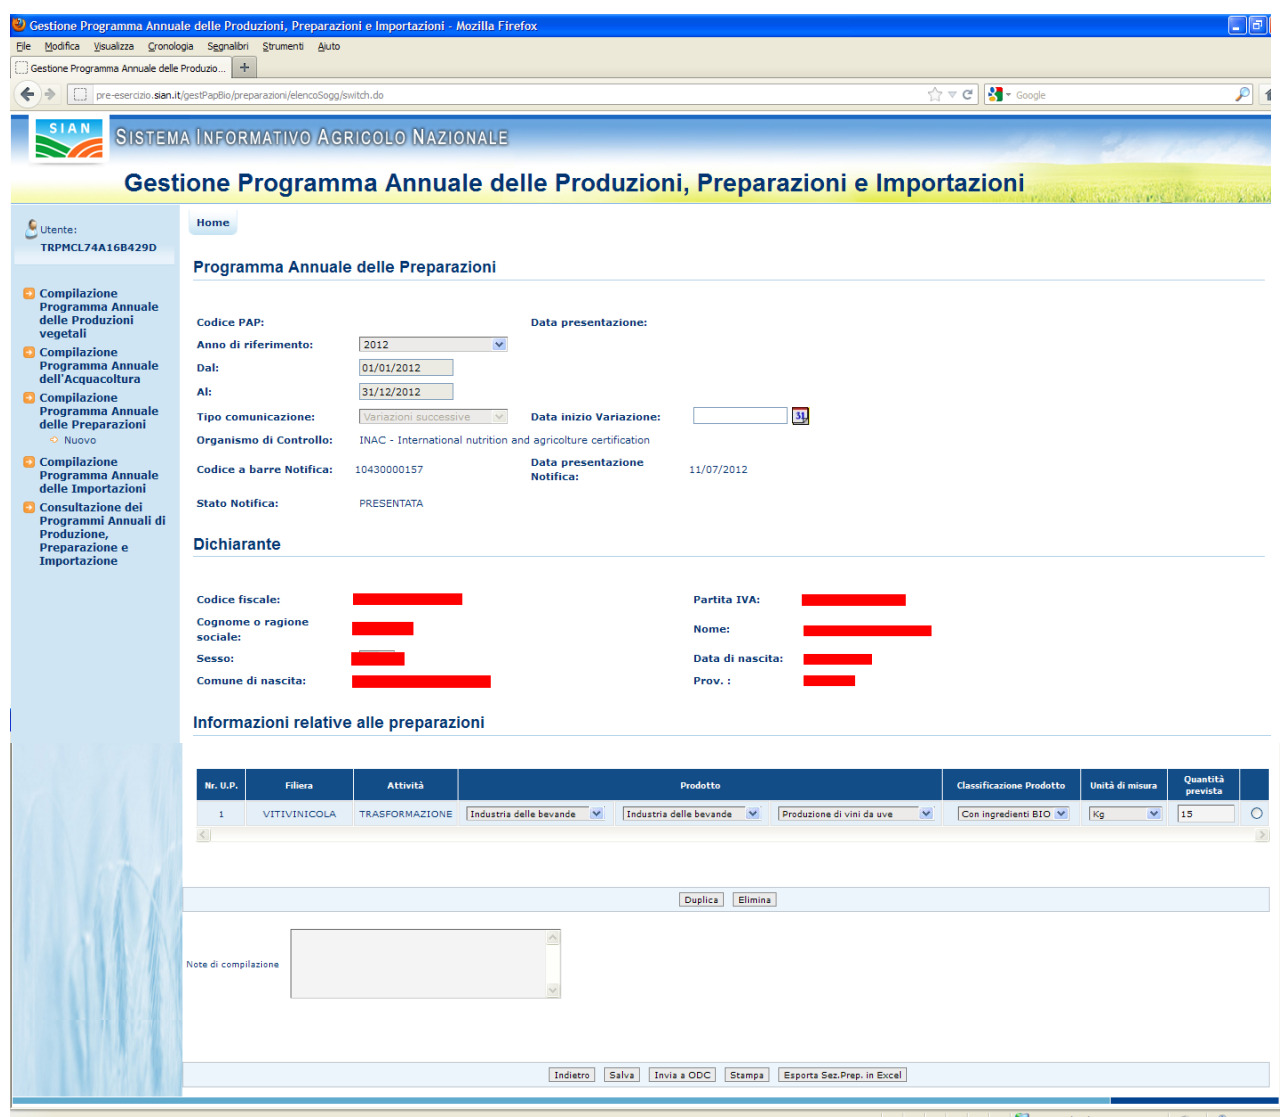 Gestione Programma Annuale delle Produzioni, Preparazioni e Importazioni - Mozilla Firefox
File Modifica Visualizza Cronologia Segnalibri Strumenti Aiuto
Gestione Programma Annuale delle Produzio... +
pre-esercizio.sian.it/gestPapBio/preparazioni/elencoSogg/switch.do Google
SIAN SISTEMA INFORMATIVO AGRICOLO NAZIONALE
Gestione Programma Annuale delle Produzioni, Preparazioni e Importazioni
Utente:
TRPMCL74A16B429D
Compilazione
Programma Annuale
delle Produzioni
vegetali
Compilazione
Programma Annuale
dell'Acquacoltura
Compilazione
Programma Annuale
delle Preparazioni
Nuovo
Compilazione
Programma Annuale
delle Importazioni
Consultazione dei
Programmi Annuali di
Produzione,
Preparazione e
Importazione
Home
Programma Annuale delle Preparazioni
Codice PAP: Data presentazione:
Anno di riferimento: 2012
Dal: 01/01/2012
Al: 31/12/2012
Tipo comunicazione: Variazioni successive Data inizio Variazione: 31
Organismo di Controllo: INAC - International nutrition and agricolture certification
Codice a barre Notifica: 10430000157 Data presentazione Notifica: 11/07/2012
Stato Notifica: PRESENTATA
Dichiarante
Codice fiscale: Partita IVA:
Cognome o ragione sociale: Nome:
Sesso: Data di nascita:
Comune di nascita: Prov. :
Informazioni relative alle preparazioni
Nr. U.P. Filiera Attività Prodotto Classificazione Prodotto Unità di misura Quantità prevista
1 VITIVINICOLA TRASFORMAZIONE Industria delle bevande Industria delle bevande Produzione di vini da uve Con ingredienti BIO Kg 15
Duplica Elimina
Note di compilazione
Indietro Salva Invia a ODC Stampa Esporta Sez.Prep. in Excel